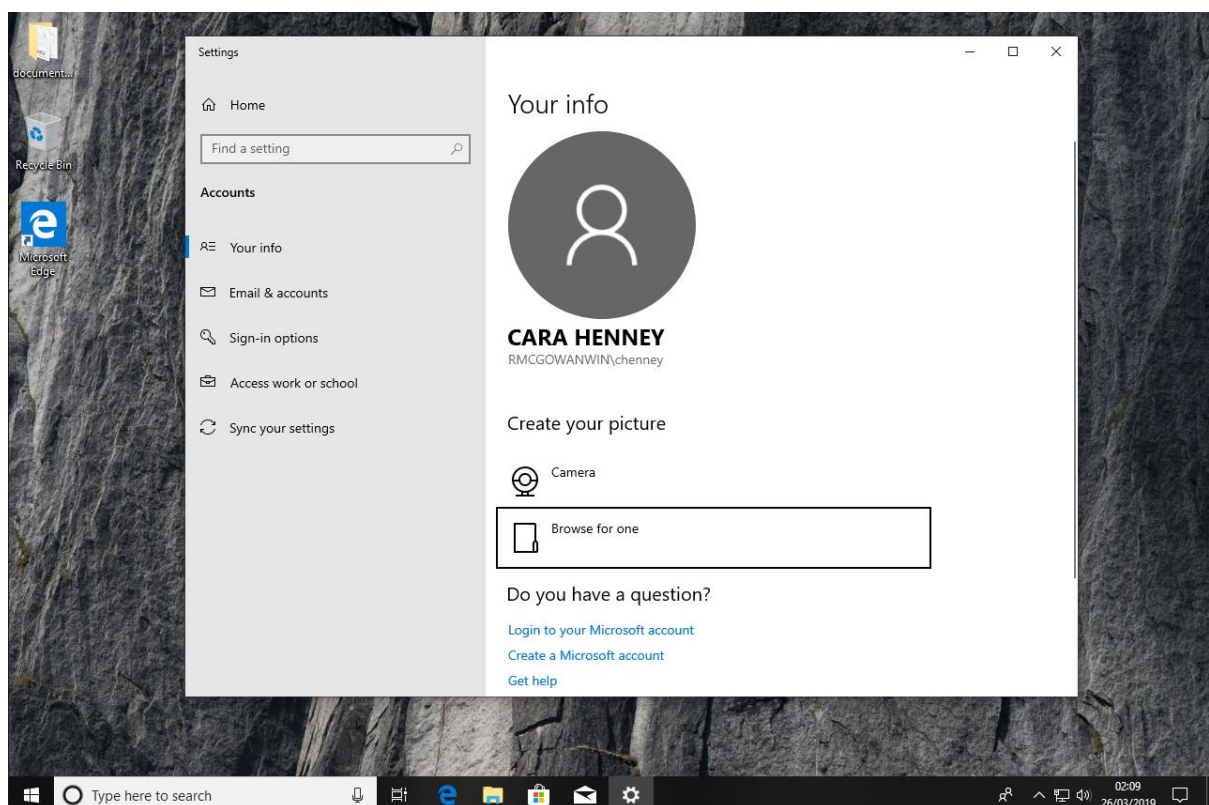 document...
Recycle Bin
Microsoft
Edge
Settings
Home
Find a setting
Accounts
Your info
Email & accounts
Sign-in options
Access work or school
Sync your settings
Your info
CARA HENNEY
RMCGOWANWIN\chenney
Create your picture
Camera
Browse for one
Do you have a question?
Login to your Microsoft account
Create a Microsoft account
Get help
Type here to search
02:09
26/03/2019